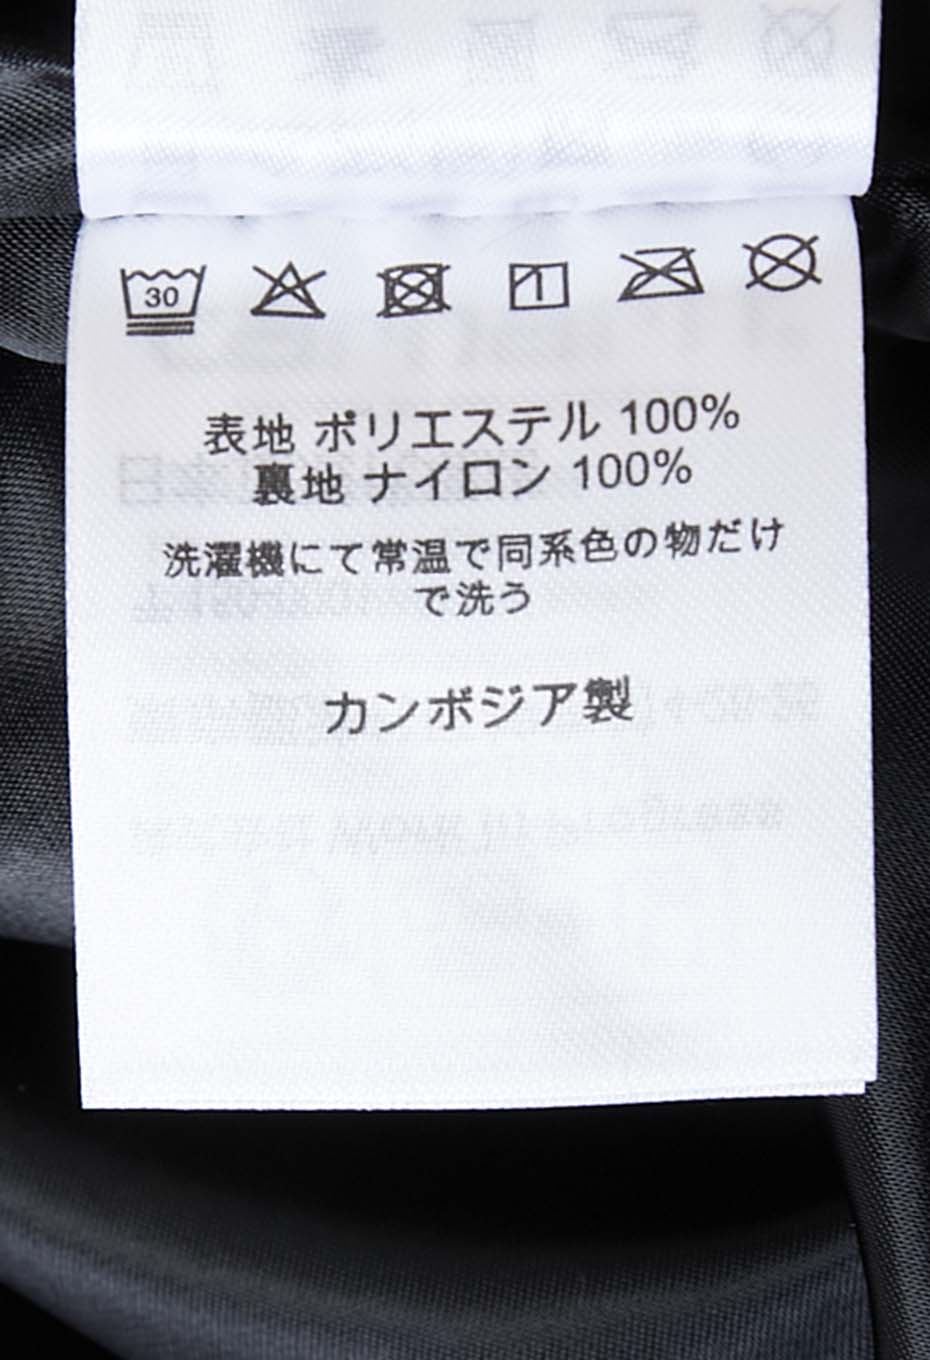 30
1
表地 ポリエステル 100%
裏地 ナイロン 100%
洗濯機にて常温で同系色の物だけ
で洗う
カンボジア製